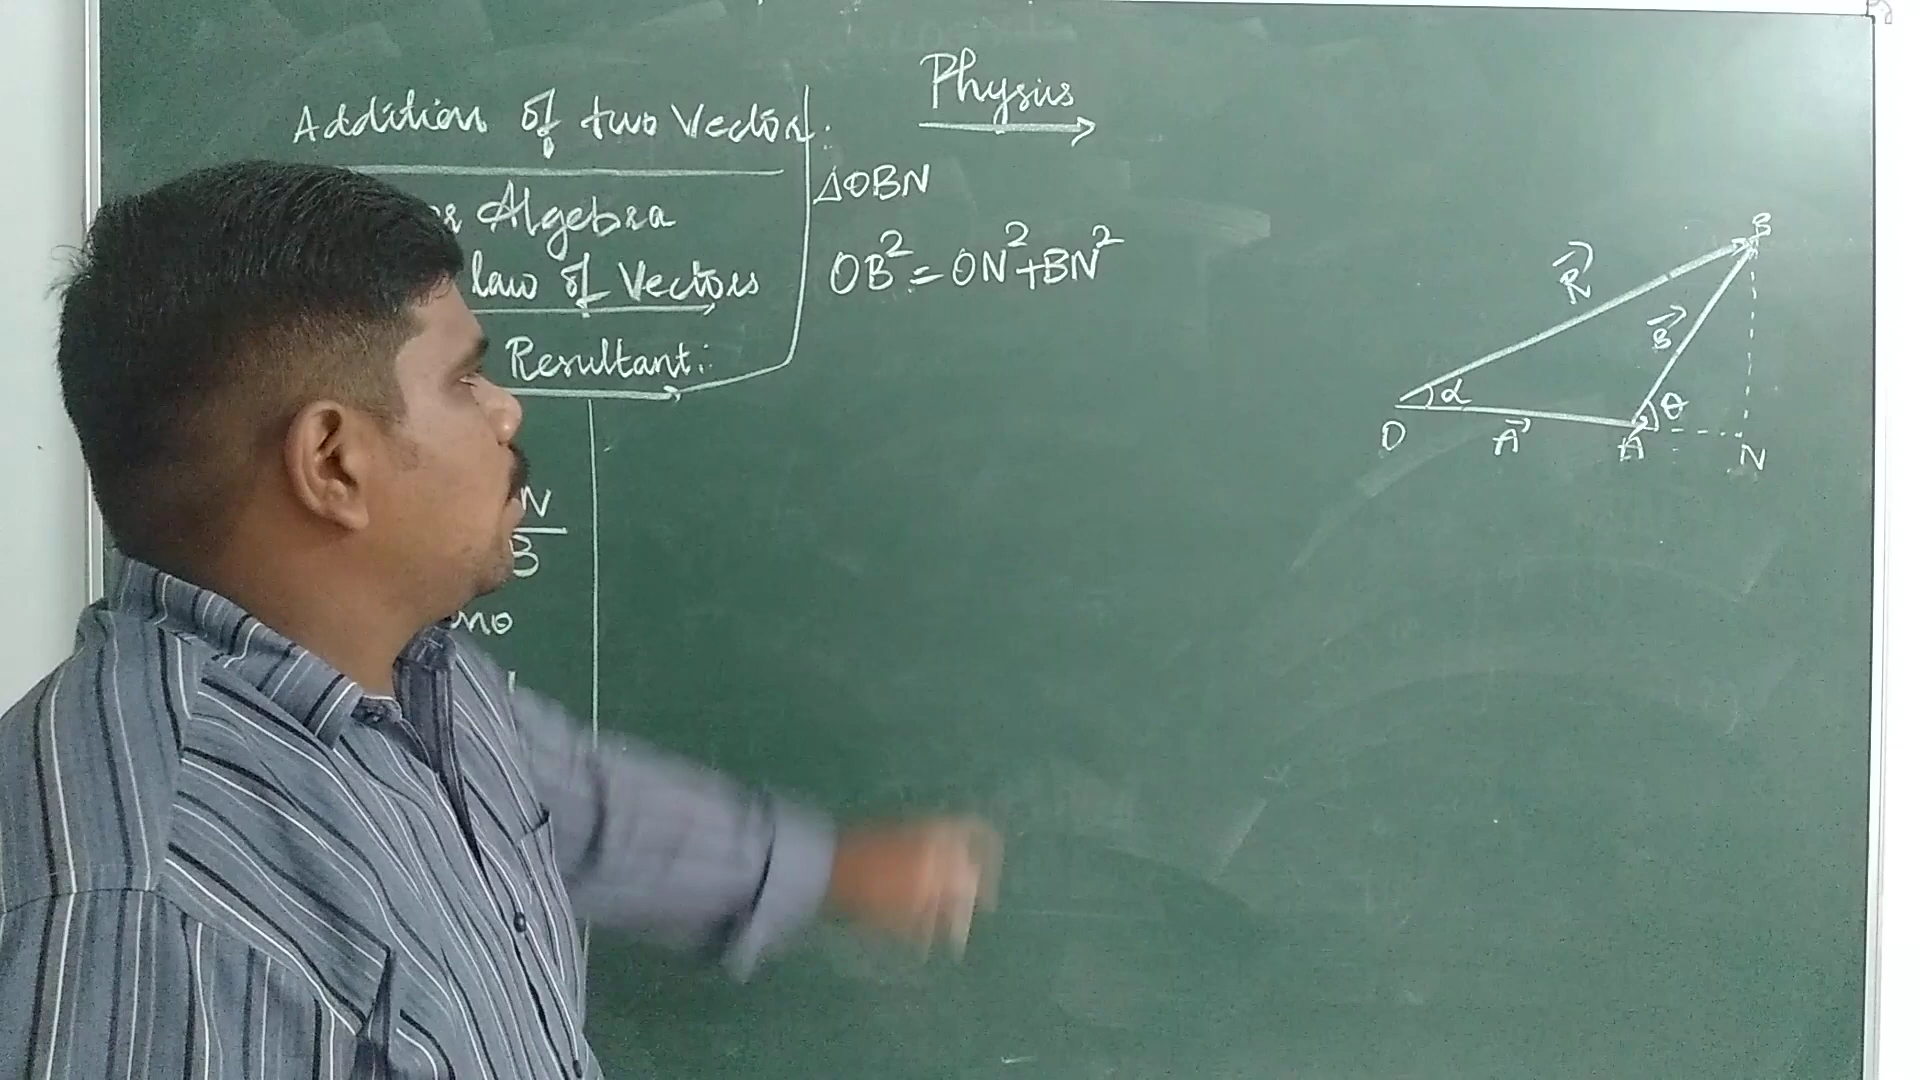 Physics
Addition of two Vectors.
Algebra
law of Vectors
Resultant:
N
B
ΔOBN
OB² = ON² + BN²
B
R⃗
B⃗
α
θ
O
A⃗
A
N